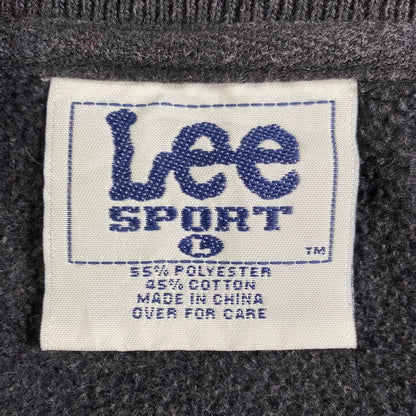 Lee
SPORT
L
™
55% POLYESTER
45% COTTON
MADE IN CHINA
OVER FOR CARE